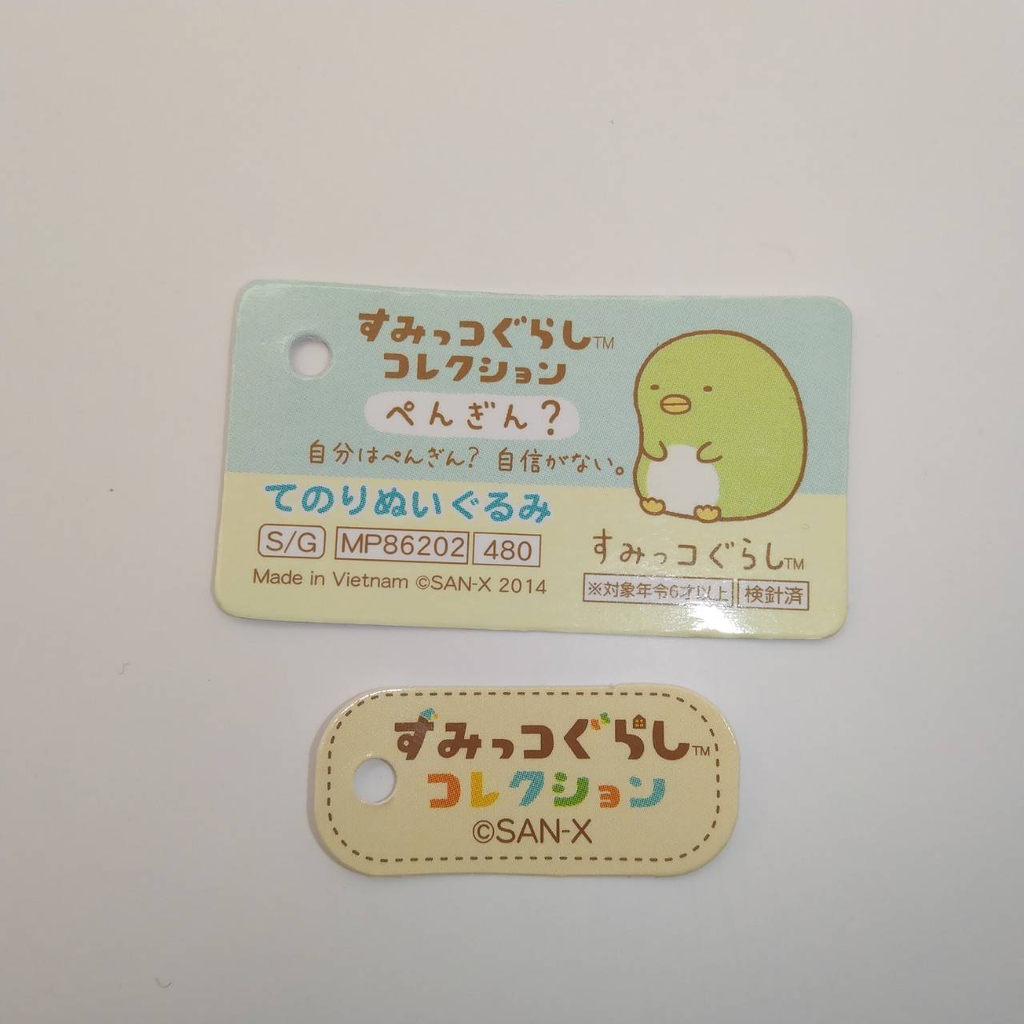 すみっコぐらし™
コレクション
ぺんぎん?
自分はぺんぎん? 自信がない。
てのりぬいぐるみ
S/G MP86202 480
Made in Vietnam ©SAN-X 2014
すみっコぐらし™
※対象年令6才以上 検針済
すみっコぐらし™
コレクション
©SAN-X